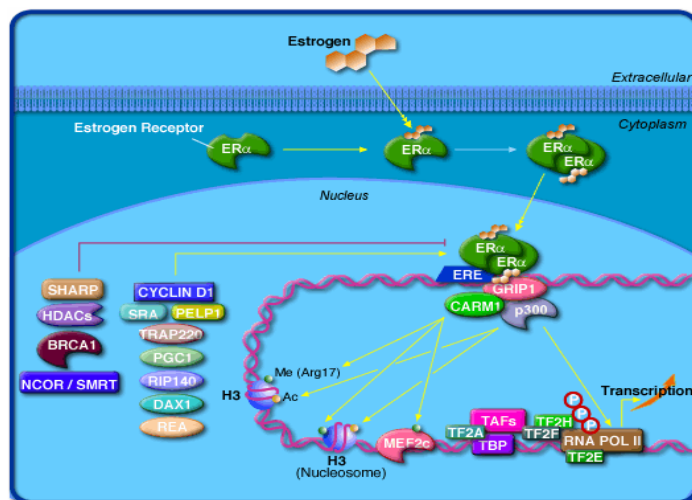 Estrogen
Extracellular
Cytoplasm
Estrogen Receptor
ERα
ERα
ERα
ERα
Nucleus
ERα
ERα
ERE
GRIP1
CARM1
p300
SHARP
HDACs
BRCA1
NCOR / SMRT
CYCLIN D1
SRA
PELP1
TRAP220
PGC1
RIP140
DAX1
REA
Me (Arg17)
H3
Ac
H3
(Nucleosome)
MEF2c
TF2A
TAFs
TBP
TF2F
TF2H
P
P
P
RNA POL II
TF2E
Transcription